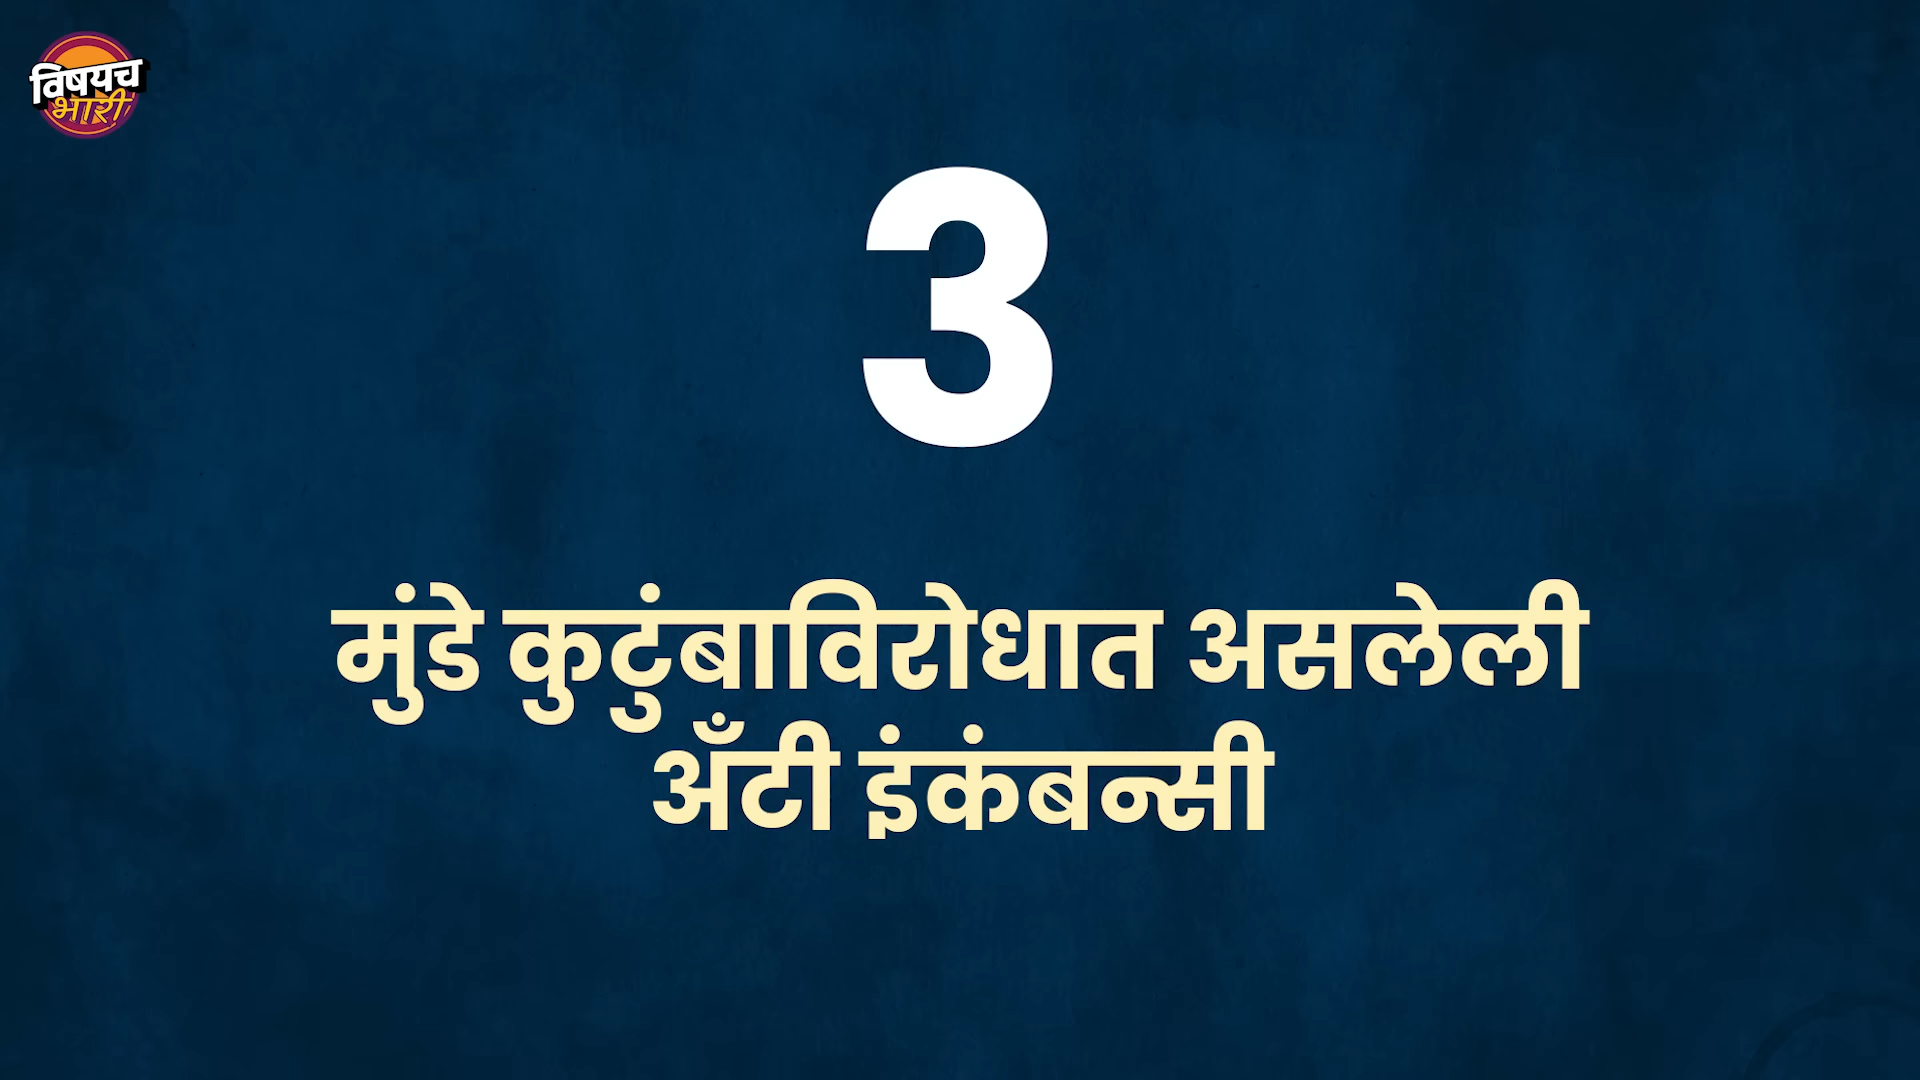 विषयच
भारी
3
मुंडे कुटुंबाविरोधात असलेली
अँटी इंकंबन्सी